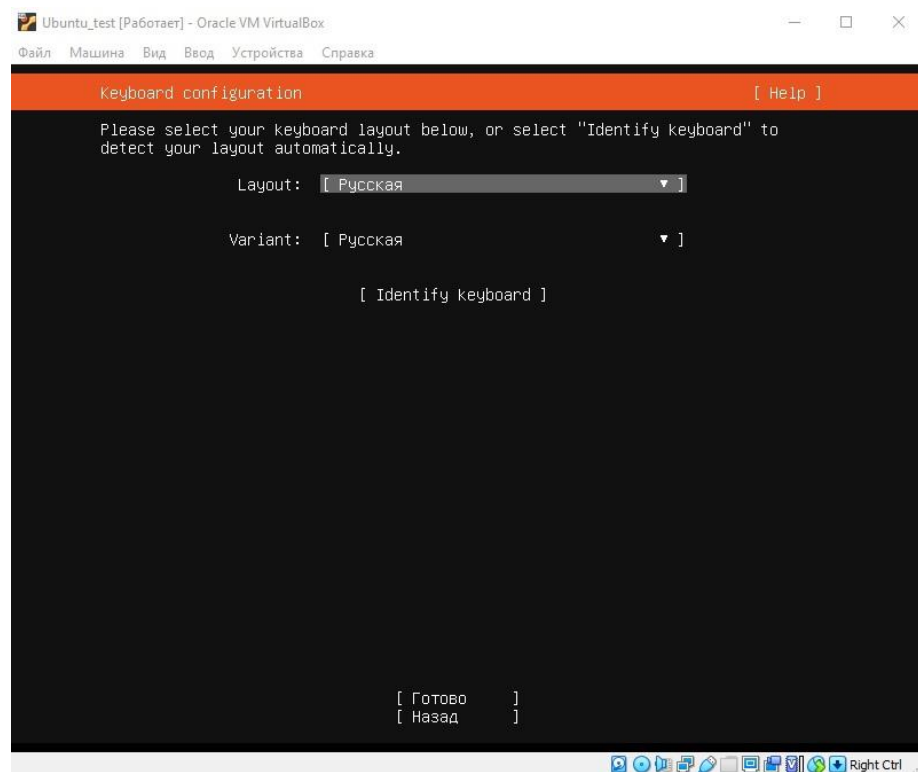 Ubuntu_test [Работает] - Oracle VM VirtualBox
Файл Машина Вид Ввод Устройства Справка
Keyboard configuration [ Help ]
Please select your keyboard layout below, or select "Identify keyboard" to
detect your layout automatically.
Layout: [ Русская ▾ ]
Variant: [ Русская ▾ ]
[ Identify keyboard ]
[ Готово ]
[ Назад ]
Right Ctrl